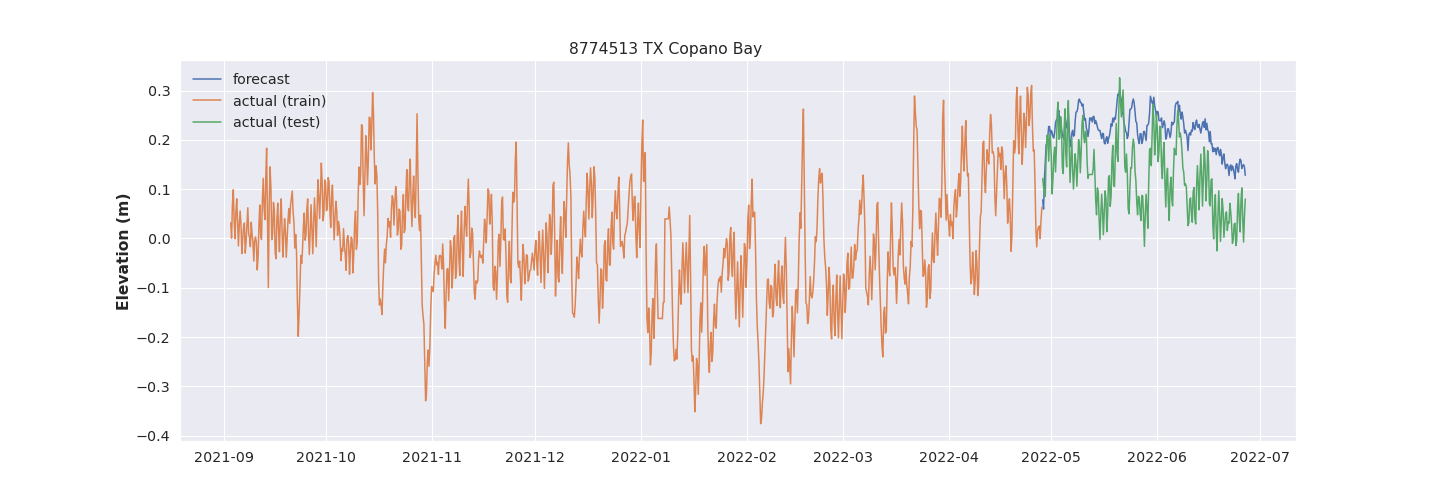 8774513 TX Copano Bay
forecast
actual (train)
actual (test)
Elevation (m)
0.3
0.2
0.1
0.0
−0.1
−0.2
−0.3
−0.4
2021-09 2021-10 2021-11 2021-12 2022-01 2022-02 2022-03 2022-04 2022-05 2022-06 2022-07